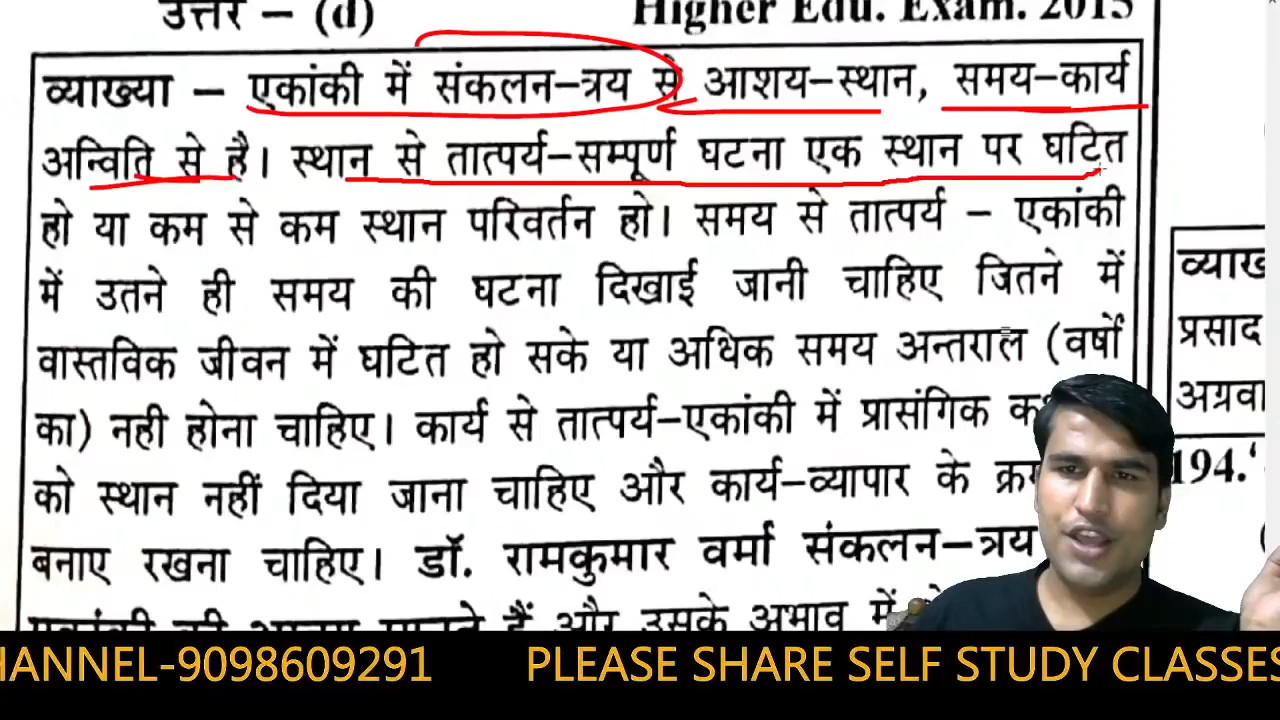 उत्तर – (d) Higher Edu. Exam. 2015
व्याख्या – एकांकी में संकलन–त्रय से आशय–स्थान, समय–कार्य
अन्विति से है। स्थान से तात्पर्य–सम्पूर्ण घटना एक स्थान पर घटित
हो या कम से कम स्थान परिवर्तन हो। समय से तात्पर्य – एकांकी
में उतने ही समय की घटना दिखाई जानी चाहिए जितने में
वास्तविक जीवन में घटित हो सके या अधिक समय अन्तराल (वर्षों
का) नही होना चाहिए। कार्य से तात्पर्य–एकांकी में प्रासंगिक
को स्थान नहीं दिया जाना चाहिए और कार्य–व्यापार के
बनाए रखना चाहिए। डॉ. रामकुमार वर्मा संकलन–त्रय
और उसके अभाव में
व्याख
प्रसाद
अग्रवा
194.
HANNEL-9098609291 PLEASE SHARE SELF STUDY CLASSES